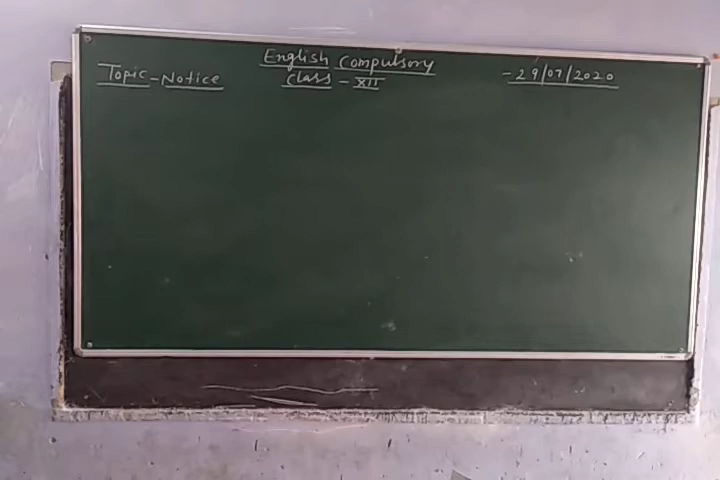 English Compulsory
Topic - Notice
Class - XII
- 29/07/2020